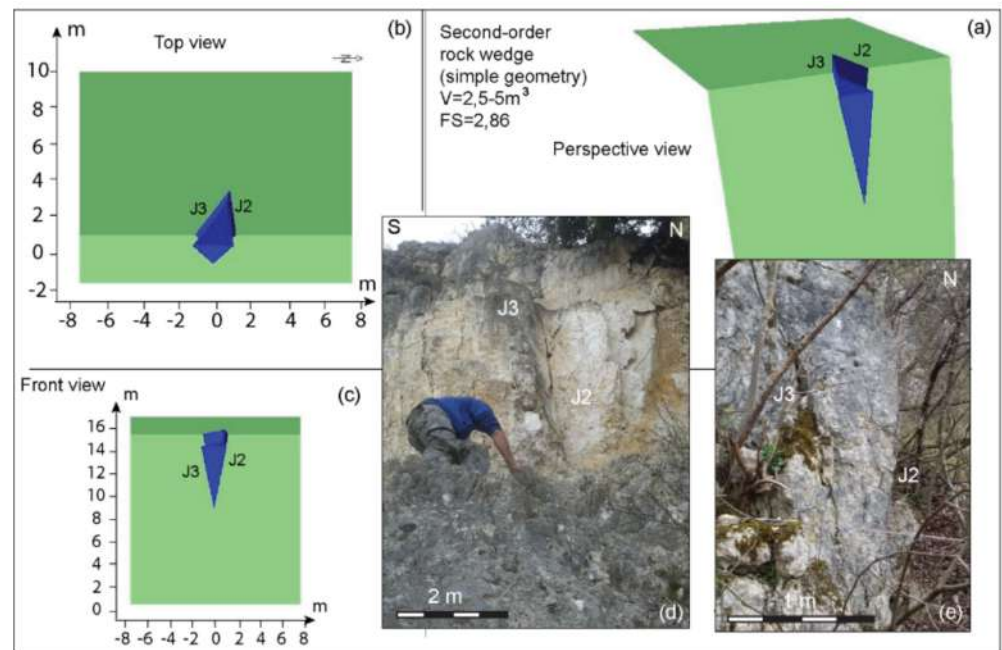 m
(b)
Top view
N
10
8
6
4
2
0
-2
J3
J2
m
-8 -6 -4 -2 0 2 4 6 8
Second-order
rock wedge
(simple geometry)
V=2,5-5m³
FS=2,86
(a)
J3
J2
Perspective view
Front view
m
(c)
16
14
12
10
8
6
4
2
0
J3
J2
m
-8 -6 -4 -2 0 2 4 6 8
S
N
J3
J2
2 m
(d)
N
J3
J2
1 m
(e)